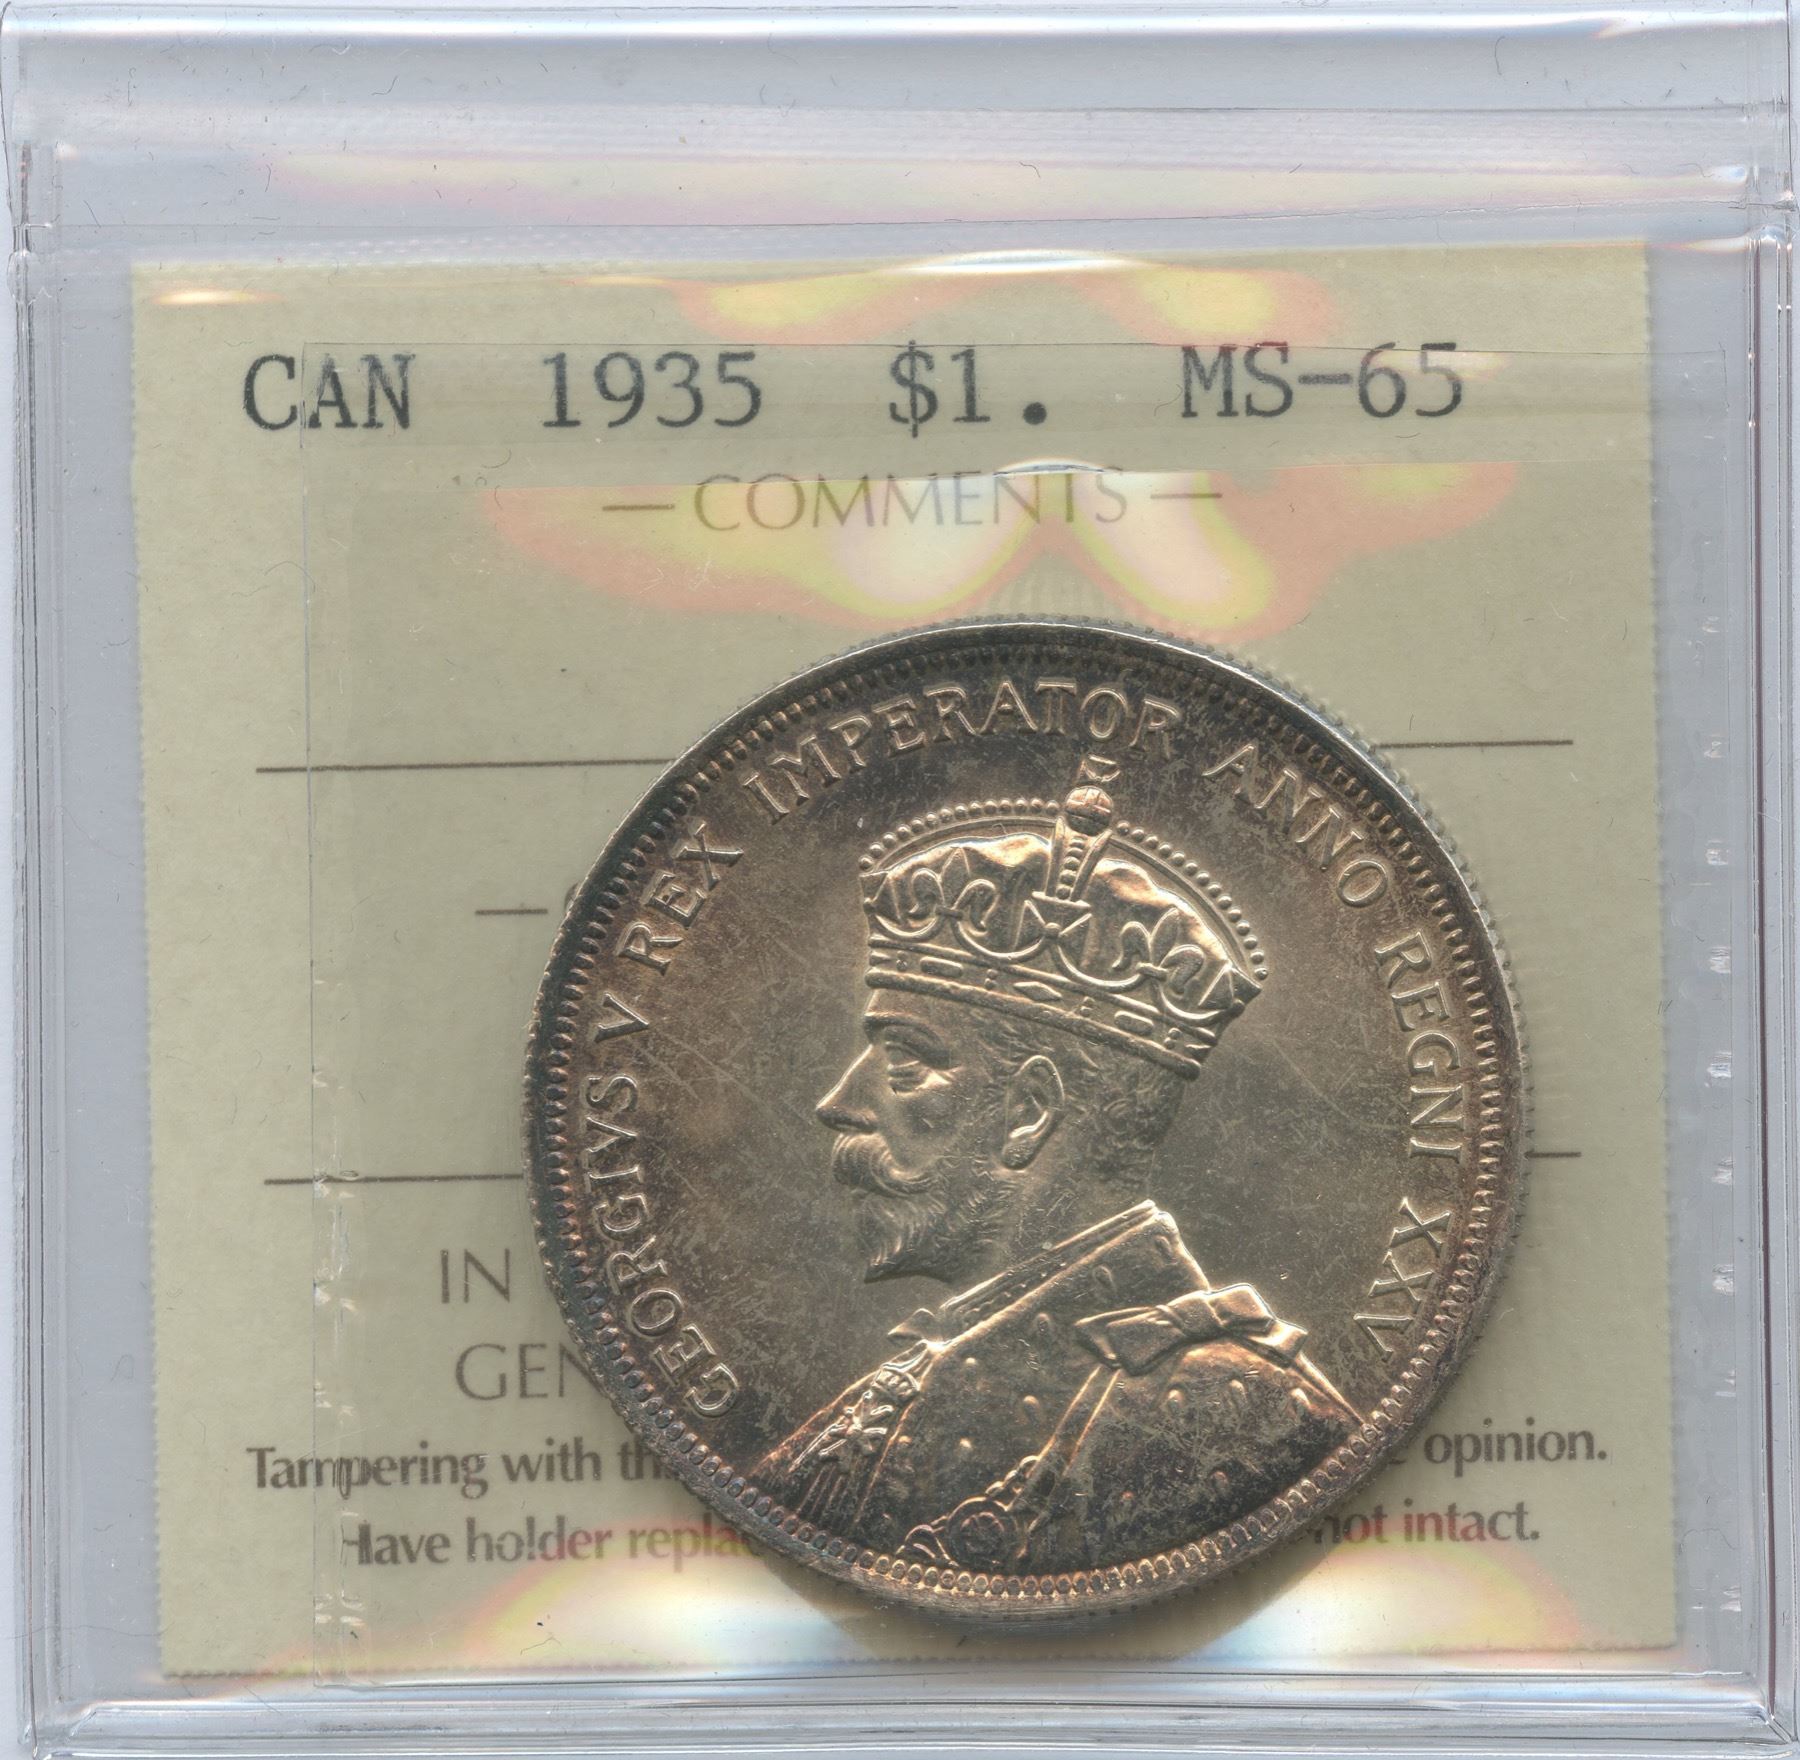 CAN 1935 $1. MS-65
— COMMENTS —
GEORGIVS V REX IMPERATOR ANNO REGNI XXV
IN
GEN
Tampering with th opinion.
Have holder replac not intact.